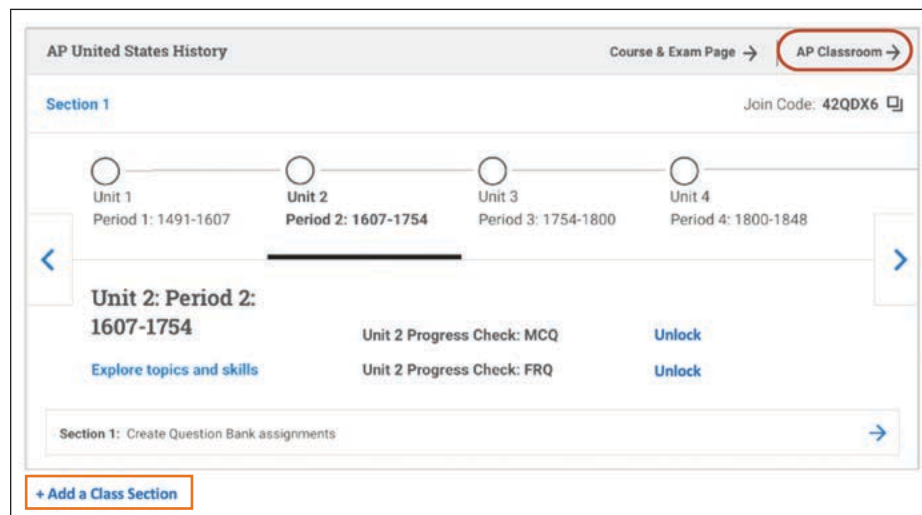 AP United States History
Course & Exam Page → AP Classroom →
Section 1
Join Code: 42QDX6
Unit 1
Period 1: 1491-1607
Unit 2
Period 2: 1607-1754
Unit 3
Period 3: 1754-1800
Unit 4
Period 4: 1800-1848
Unit 2: Period 2:
1607-1754
Explore topics and skills
Unit 2 Progress Check: MCQ Unlock
Unit 2 Progress Check: FRQ Unlock
Section 1: Create Question Bank assignments →
+ Add a Class Section